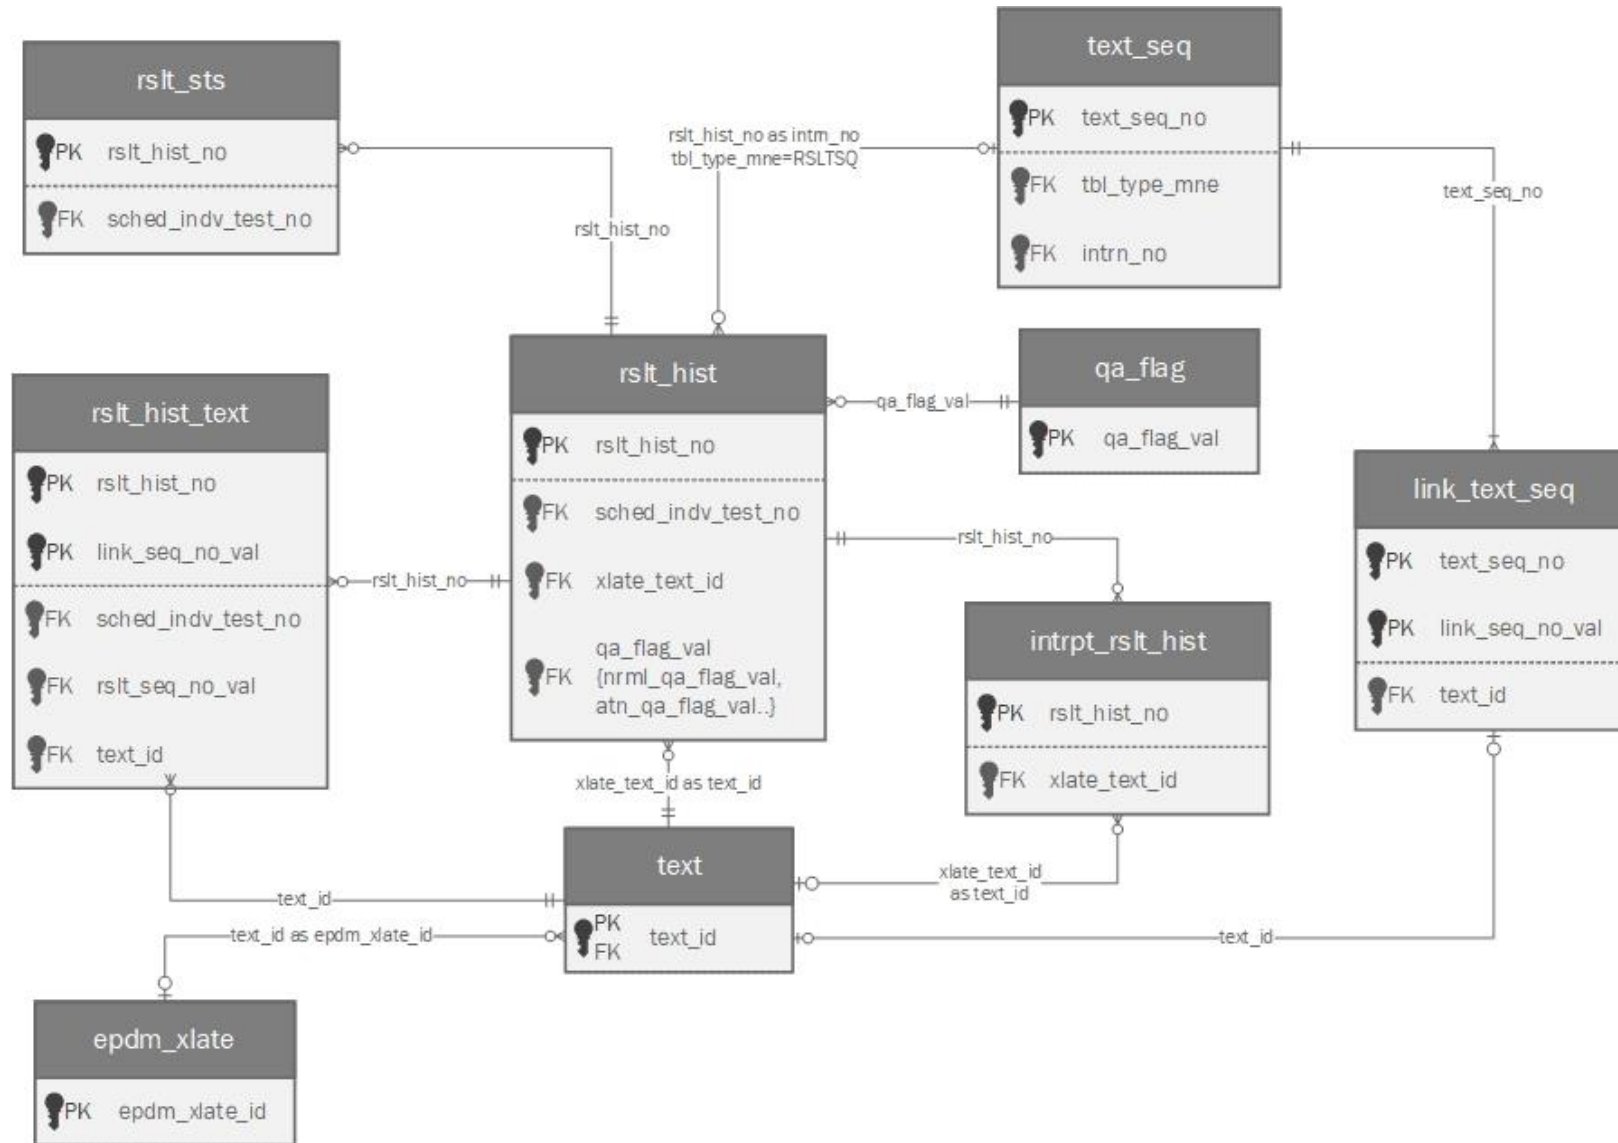 rslt_sts
PK rslt_hist_no
FK sched_indv_test_no
text_seq
PK text_seq_no
FK tbl_type_mne
FK intrn_no
rslt_hist_no as intrn_no
tbl_type_mne=RSLTSQ
rslt_hist_no
text_seq_no
rslt_hist_text
PK rslt_hist_no
PK link_seq_no_val
FK sched_indv_test_no
FK rslt_seq_no_val
FK text_id
rslt_hist_no
rslt_hist
PK rslt_hist_no
FK sched_indv_test_no
FK xlate_text_id
qa_flag_val
FK {nrml_qa_flag_val,
atn_qa_flag_val..}
qa_flag_val
qa_flag
PK qa_flag_val
rslt_hist_no
link_text_seq
PK text_seq_no
PK link_seq_no_val
FK text_id
intrpt_rslt_hist
PK rslt_hist_no
FK xlate_text_id
xlate_text_id as text_id
text
PK
FK
text_id
xlate_text_id
as text_id
text_id
text_id
text_id as epdm_xlate_id
epdm_xlate
PK epdm_xlate_id